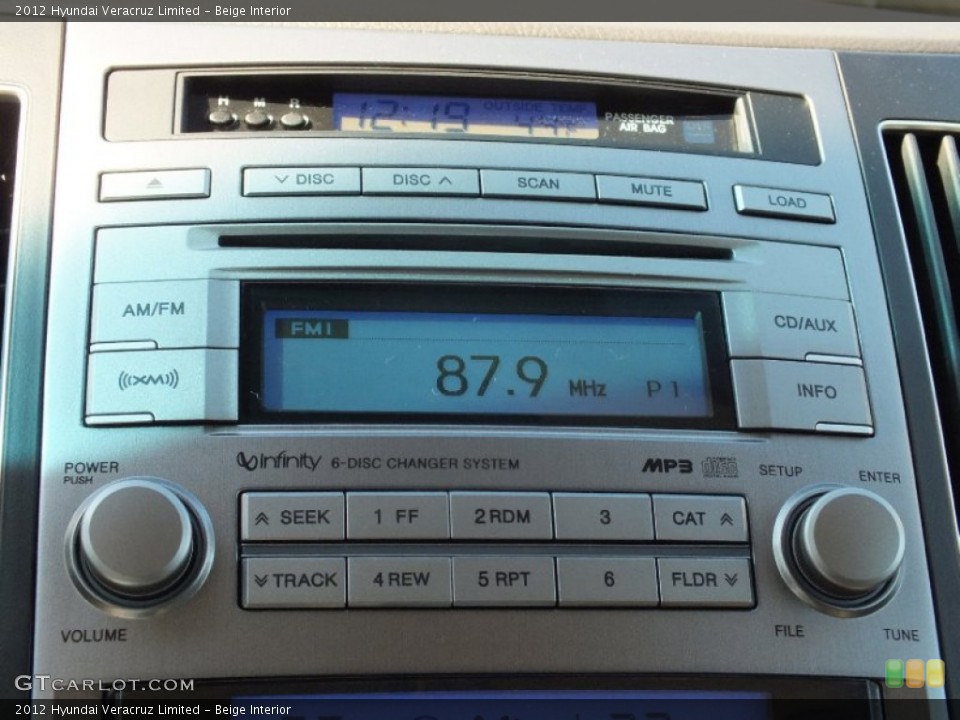 2012 Hyundai Veracruz Limited – Beige Interior
H M R
12:19 OUTSIDE TEMP
PASSENGER
AIR BAG
DISC DISC SCAN MUTE LOAD
AM/FM
CD/AUX
FM1
87.9 MHz P1
((XM))
INFO
POWER
PUSH
infinity 6-DISC CHANGER SYSTEM
MP3
SETUP
ENTER
SEEK 1 FF 2 RDM 3 CAT
TRACK 4 REW 5 RPT 6 FLDR
VOLUME
FILE
TUNE
GTCARLOT.COM
2012 Hyundai Veracruz Limited – Beige Interior